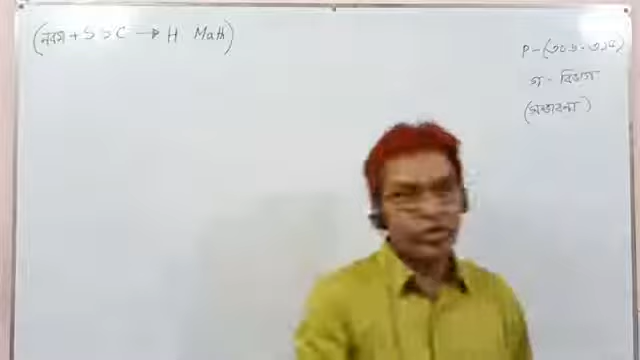 (নবম + SSC → H Math)
P-(৩০৬-৩১৫)
গ - বিভাগ
(সম্ভাবনা)